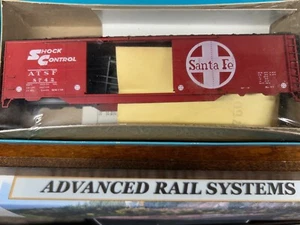 SHOCK
CONTROL
ATSF
Santa Fe
ADVANCED RAIL SYSTEMS